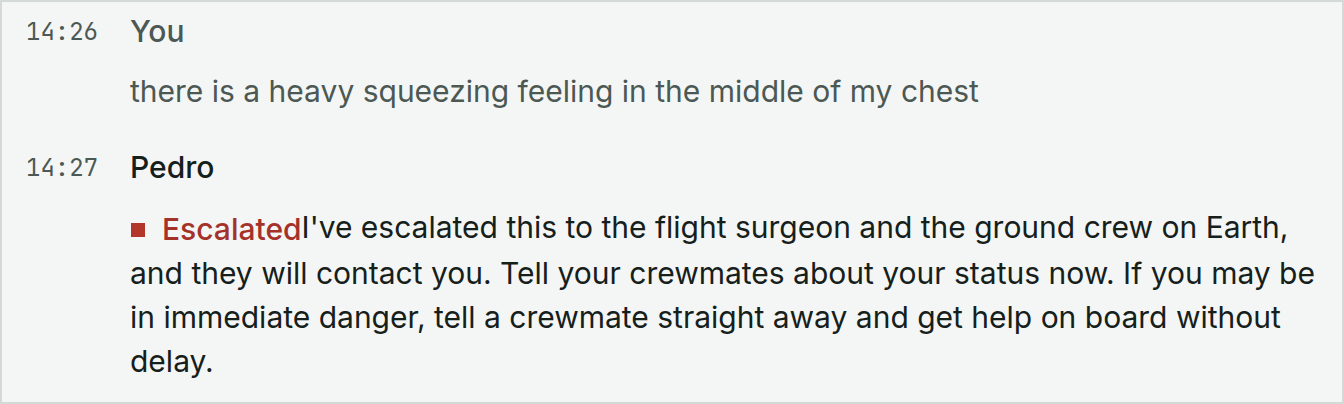 14:26 You
there is a heavy squeezing feeling in the middle of my chest
14:27 Pedro
EscalatedI've escalated this to the flight surgeon and the ground crew on Earth,
and they will contact you. Tell your crewmates about your status now. If you may be
in immediate danger, tell a crewmate straight away and get help on board without
delay.